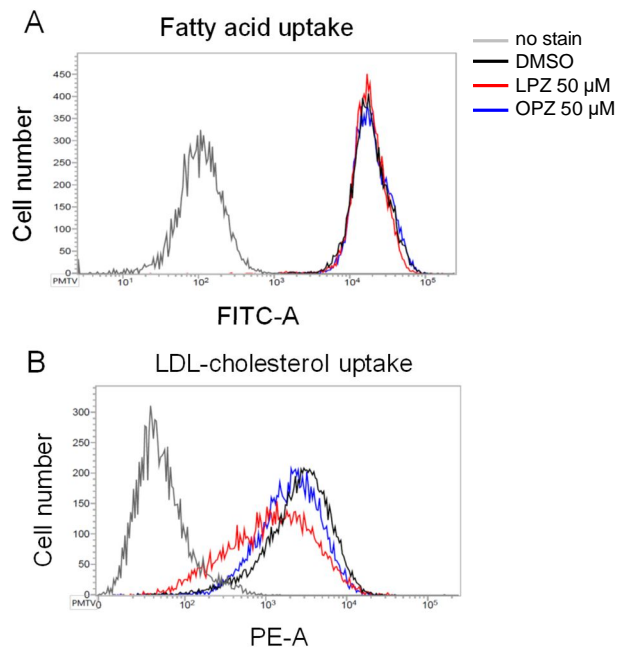 A
Fatty acid uptake
no stain
DMSO
LPZ 50 µM
OPZ 50 µM
Cell number
450
400
350
300
250
200
150
100
50
0
PMTV
10¹
10²
10³
10⁴
10⁵
FITC-A
B
LDL-cholesterol uptake
Cell number
300
250
200
150
100
50
0
PMTV
0
10²
10³
10⁴
10⁵
PE-A